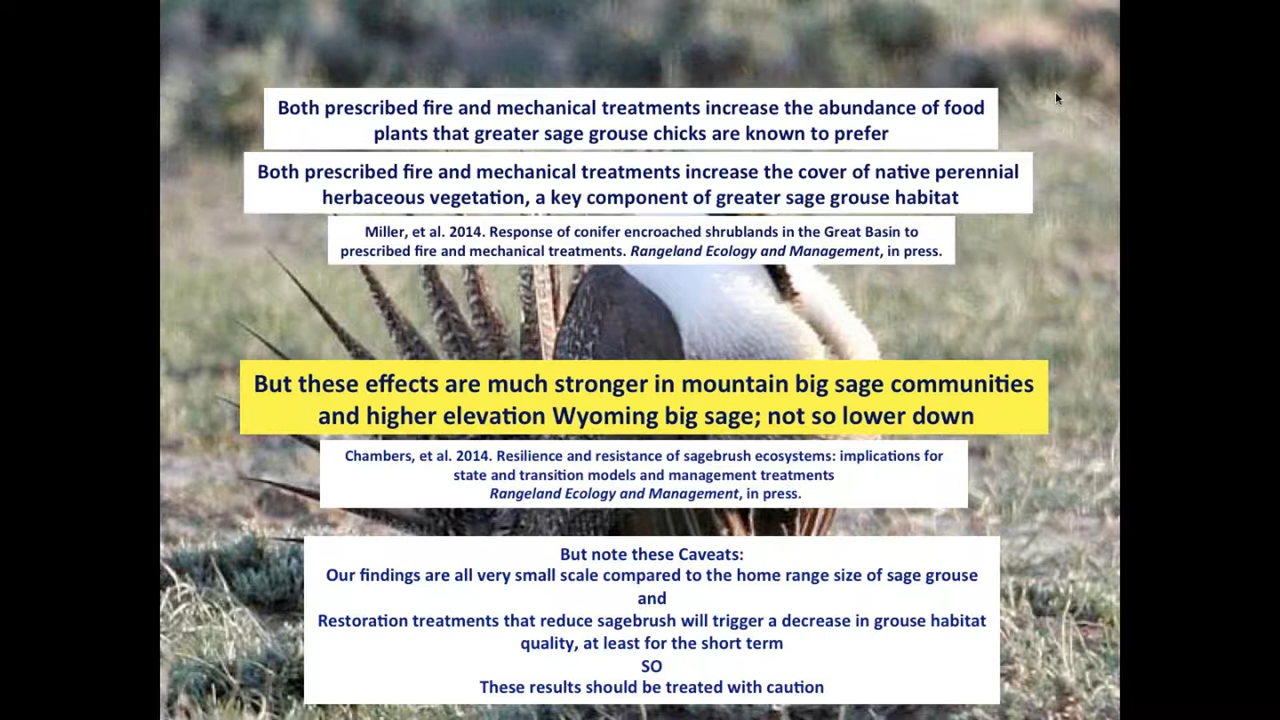 Both prescribed fire and mechanical treatments increase the abundance of food
plants that greater sage grouse chicks are known to prefer
Both prescribed fire and mechanical treatments increase the cover of native perennial
herbaceous vegetation, a key component of greater sage grouse habitat
Miller, et al. 2014. Response of conifer encroached shrublands in the Great Basin to
prescribed fire and mechanical treatments. Rangeland Ecology and Management, in press.
But these effects are much stronger in mountain big sage communities
and higher elevation Wyoming big sage; not so lower down
Chambers, et al. 2014. Resilience and resistance of sagebrush ecosystems: implications for
state and transition models and management treatments
Rangeland Ecology and Management, in press.
But note these Caveats:
Our findings are all very small scale compared to the home range size of sage grouse
and
Restoration treatments that reduce sagebrush will trigger a decrease in grouse habitat
quality, at least for the short term
SO
These results should be treated with caution